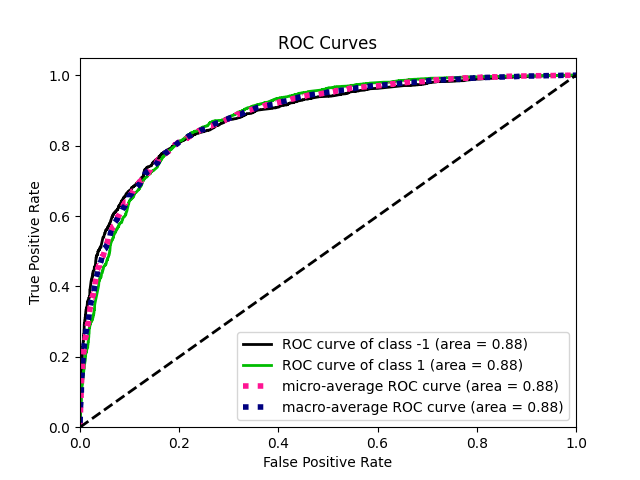 ROC Curves
True Positive Rate
1.0
0.8
0.6
0.4
0.2
0.0
ROC curve of class -1 (area = 0.88)
ROC curve of class 1 (area = 0.88)
micro-average ROC curve (area = 0.88)
macro-average ROC curve (area = 0.88)
0.0 0.2 0.4 0.6 0.8 1.0
False Positive Rate